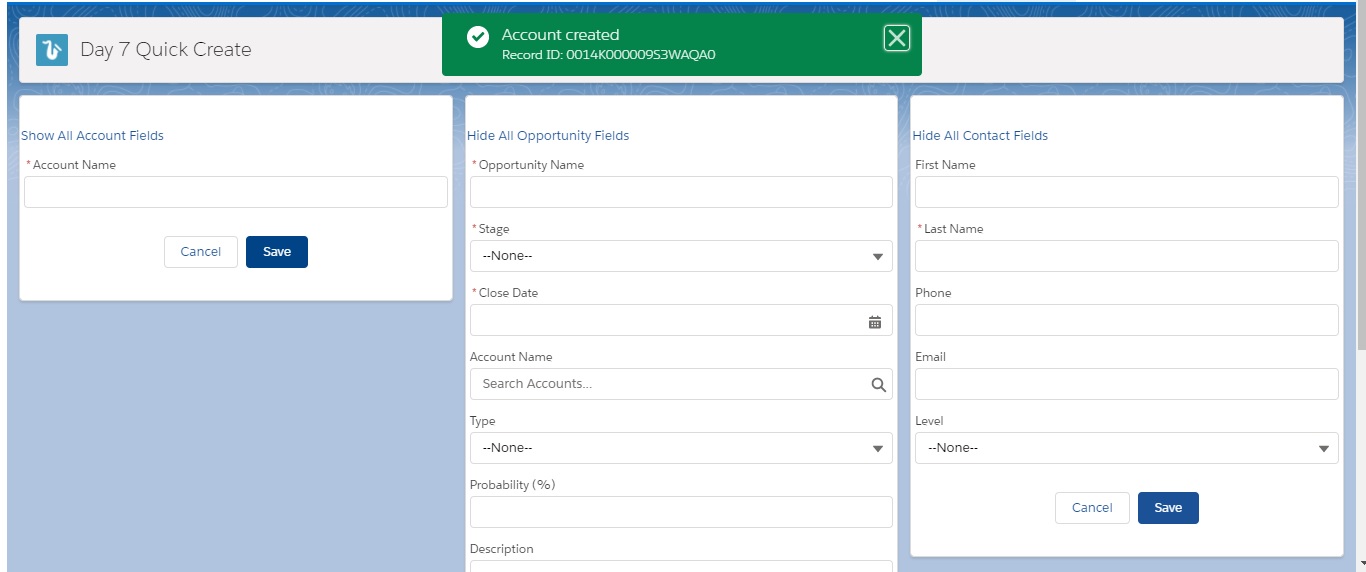 Day 7 Quick Create
Account created
Record ID: 0014K000009S3WAQA0
Show All Account Fields
* Account Name
Cancel
Save
Hide All Opportunity Fields
* Opportunity Name
* Stage
--None--
* Close Date
Account Name
Search Accounts...
Type
--None--
Probability (%)
Description
Hide All Contact Fields
First Name
* Last Name
Phone
Email
Level
--None--
Cancel
Save